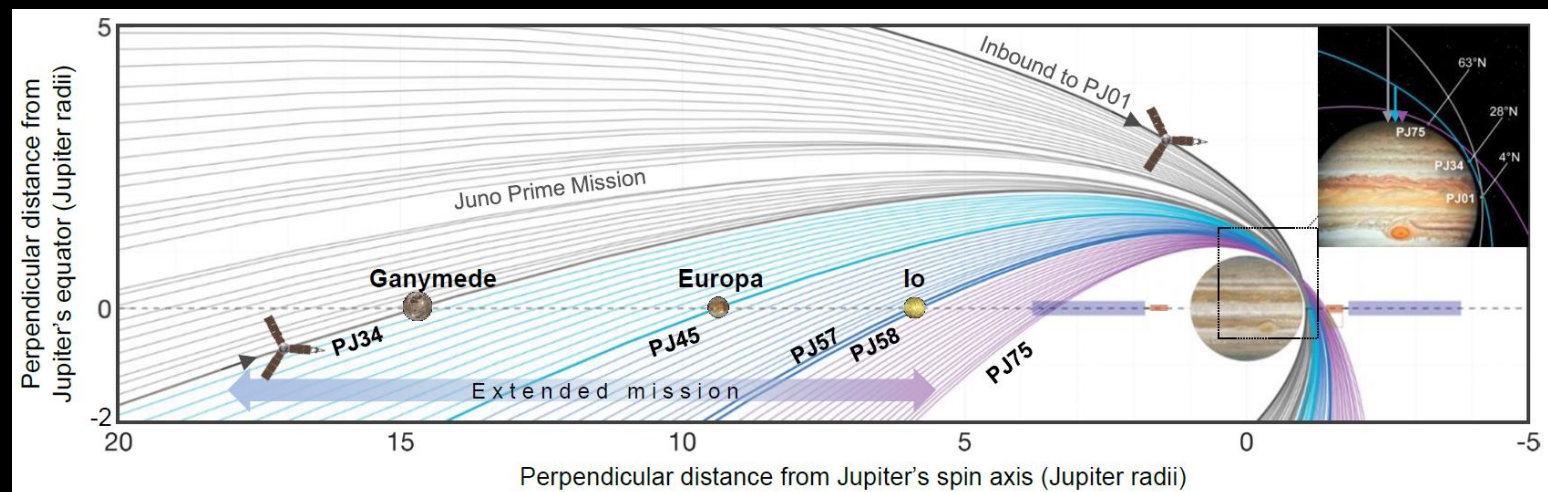 Perpendicular distance from
Jupiter's equator (Jupiter radii)
5
0
-2
Inbound to PJ01
Juno Prime Mission
Ganymede
Europa
Io
PJ34
PJ45
PJ57
PJ58
PJ75
Extended mission
63°N
28°N
4°N
PJ75
PJ34
PJ01
20
15
10
5
0
-5
Perpendicular distance from Jupiter's spin axis (Jupiter radii)